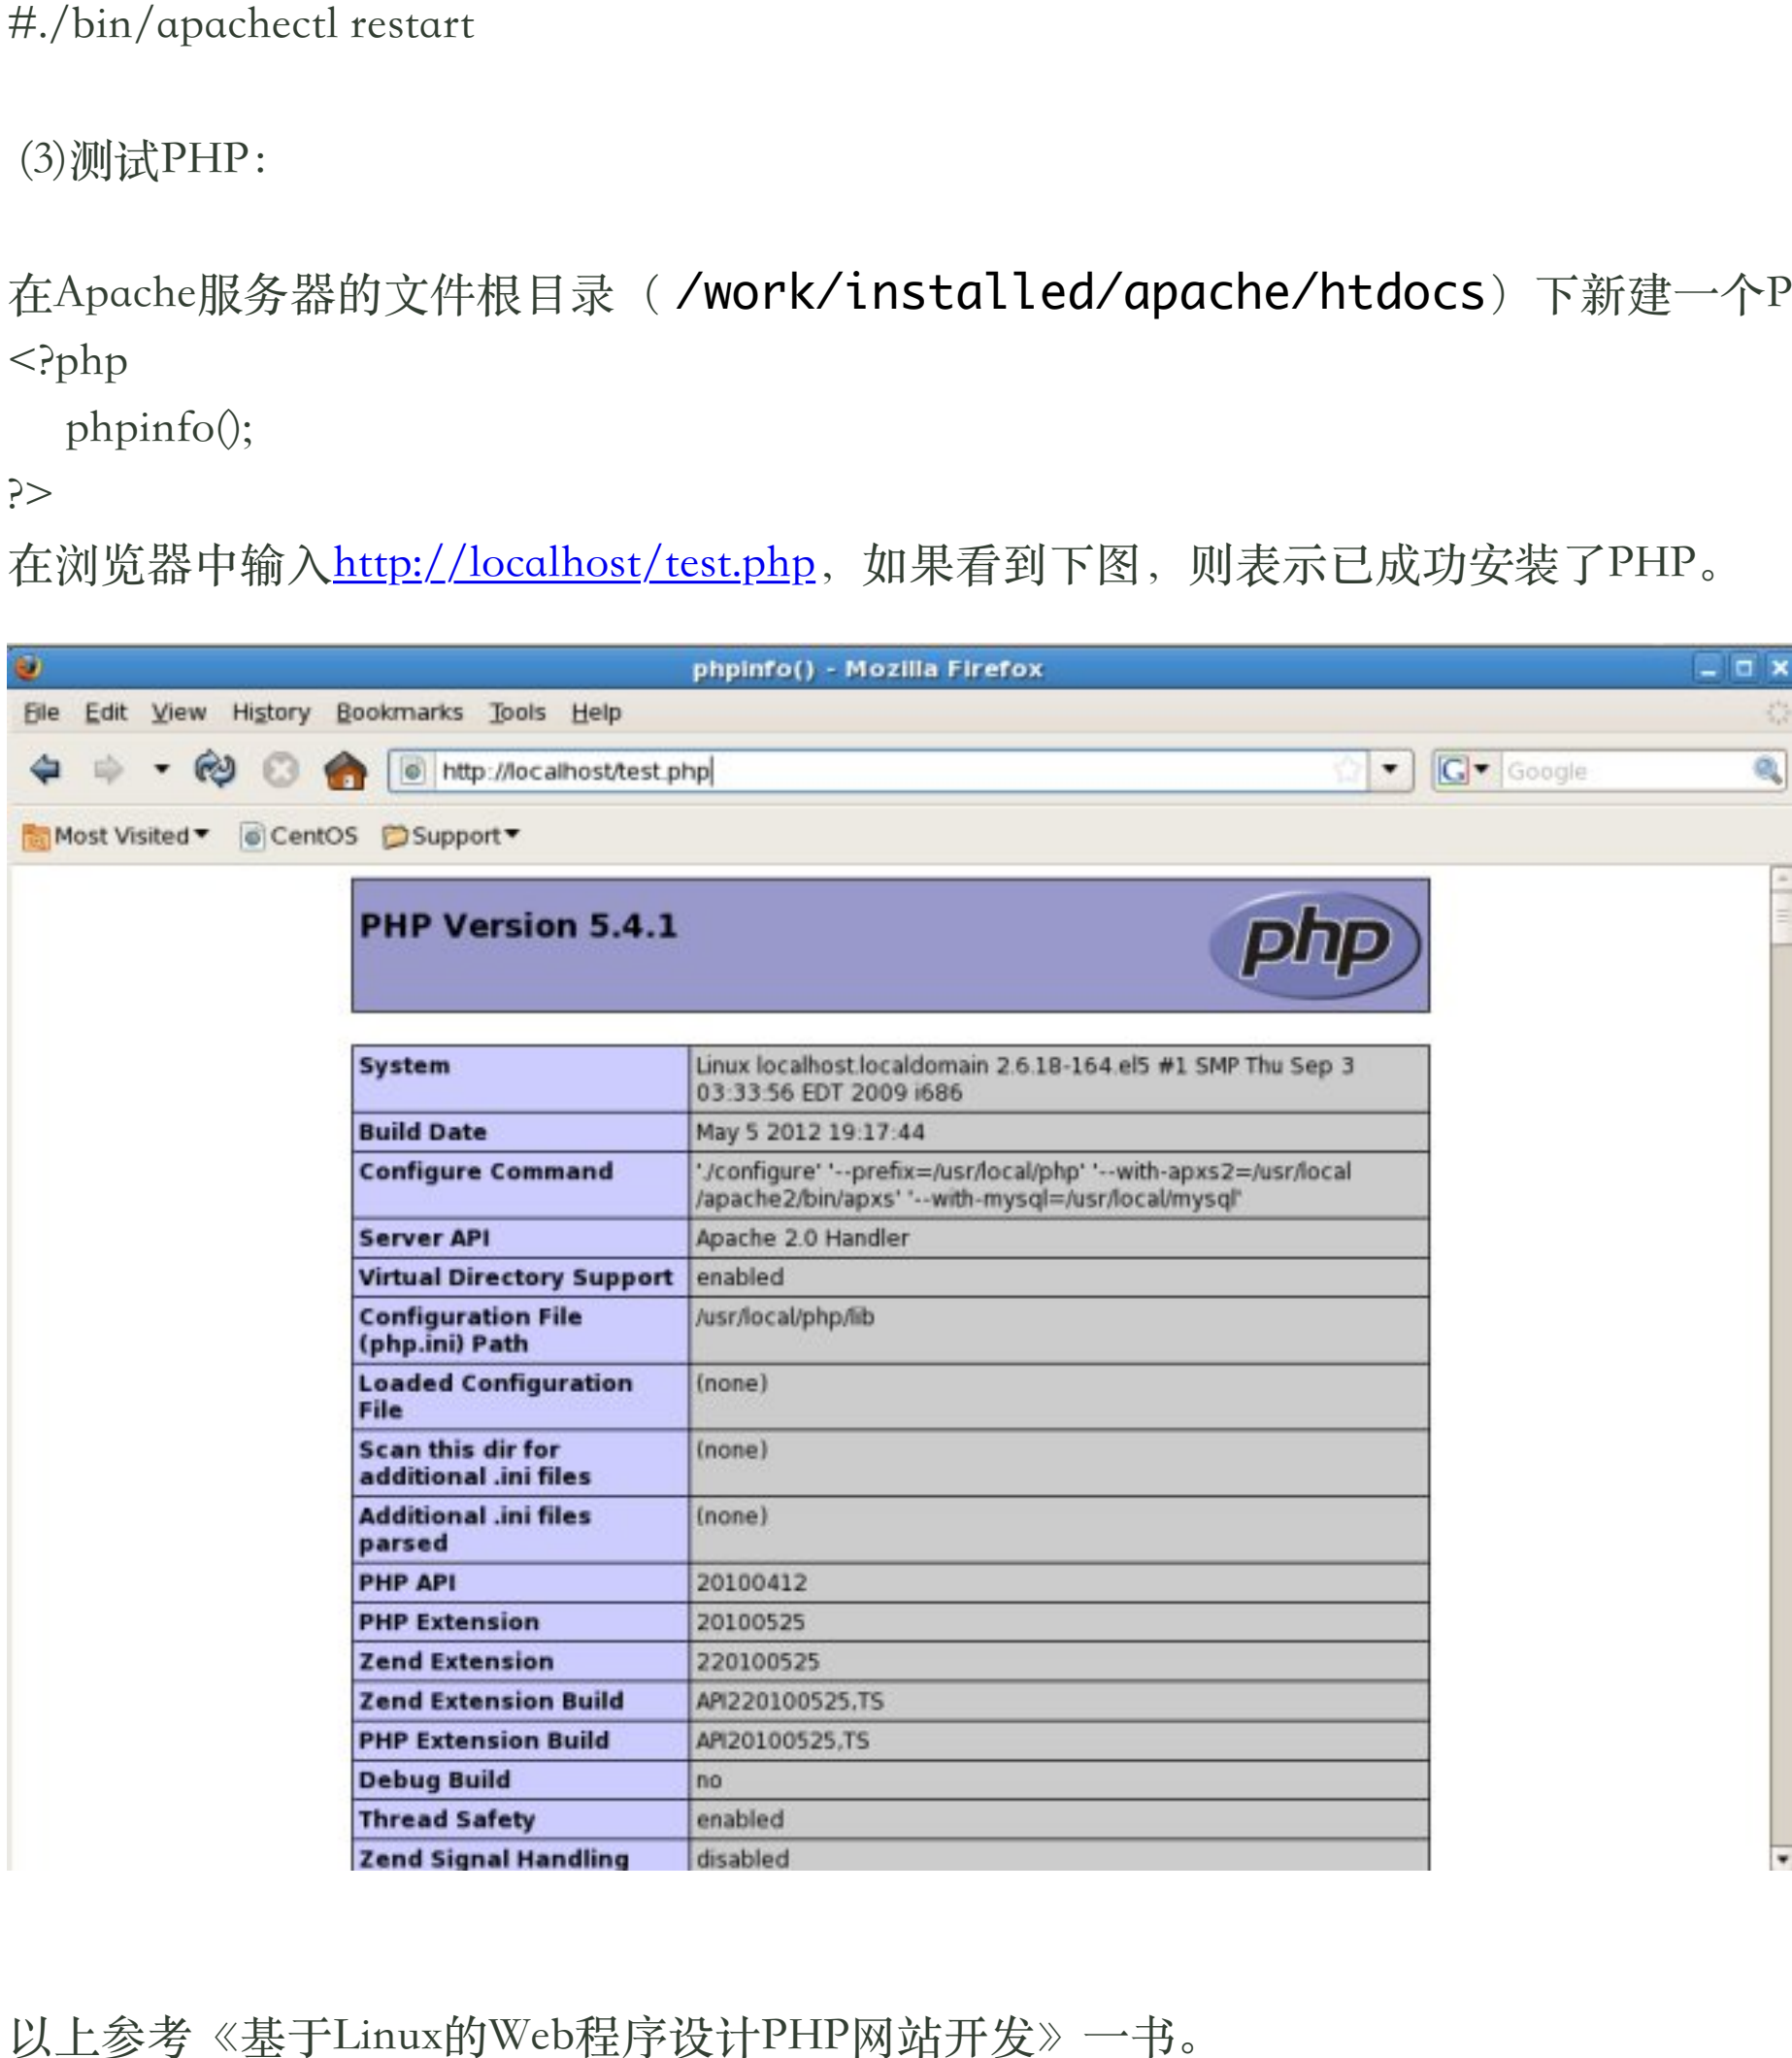 #./bin/apachectl restart
(3)测试PHP：
在Apache服务器的文件根目录（ /work/installed/apache/htdocs）下新建一个P
<?php
phpinfo();
?>
在浏览器中输入http://localhost/test.php，如果看到下图，则表示已成功安装了PHP。
phpinfo() - Mozilla Firefox
File Edit View History Bookmarks Tools Help
http://localhost/test.php
Google
Most Visited CentOS Support
PHP Version 5.4.1
php
System Linux localhost.localdomain 2.6.18-164.el5 #1 SMP Thu Sep 3
03:33:56 EDT 2009 i686
Build Date May 5 2012 19:17:44
Configure Command './configure' '--prefix=/usr/local/php' '--with-apxs2=/usr/local
/apache2/bin/apxs' '--with-mysql=/usr/local/mysql'
Server API Apache 2.0 Handler
Virtual Directory Support enabled
Configuration File /usr/local/php/lib
(php.ini) Path
Loaded Configuration (none)
File
Scan this dir for (none)
additional .ini files
Additional .ini files (none)
parsed
PHP API 20100412
PHP Extension 20100525
Zend Extension 220100525
Zend Extension Build API220100525,TS
PHP Extension Build API20100525,TS
Debug Build no
Thread Safety enabled
Zend Signal Handling disabled
以上参考《基于Linux的Web程序设计PHP网站开发》一书。